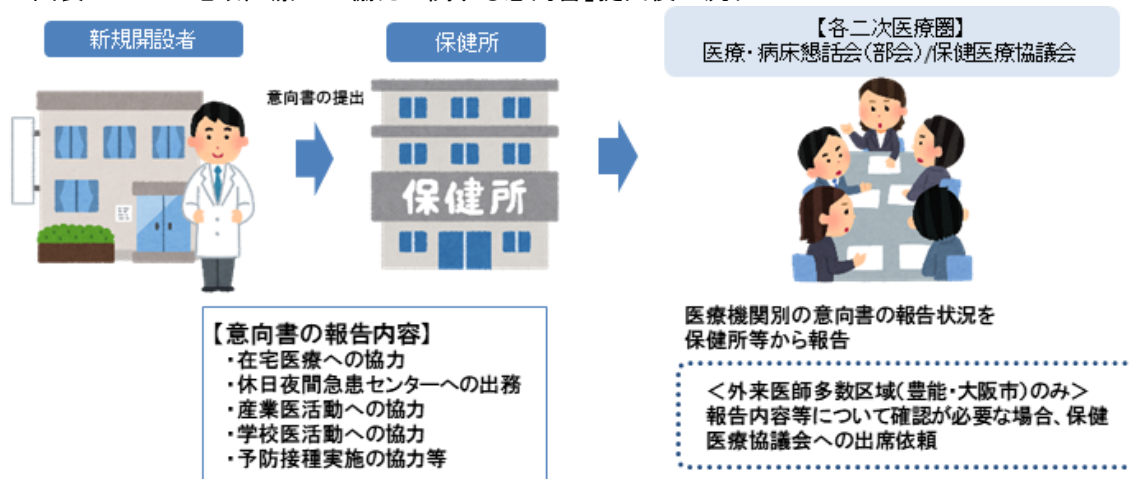 新規開設者
保健所
【各二次医療圏】
医療・病床懇話会(部会)/保健医療協議会
意向書の提出
保健所
【意向書の報告内容】
・在宅医療への協力
・休日夜間急患センターへの出務
・産業医活動への協力
・学校医活動への協力
・予防接種実施の協力等
医療機関別の意向書の報告状況を
保健所等から報告
<外来医師多数区域(豊能・大阪市)のみ>
報告内容等について確認が必要な場合、保健
医療協議会への出席依頼